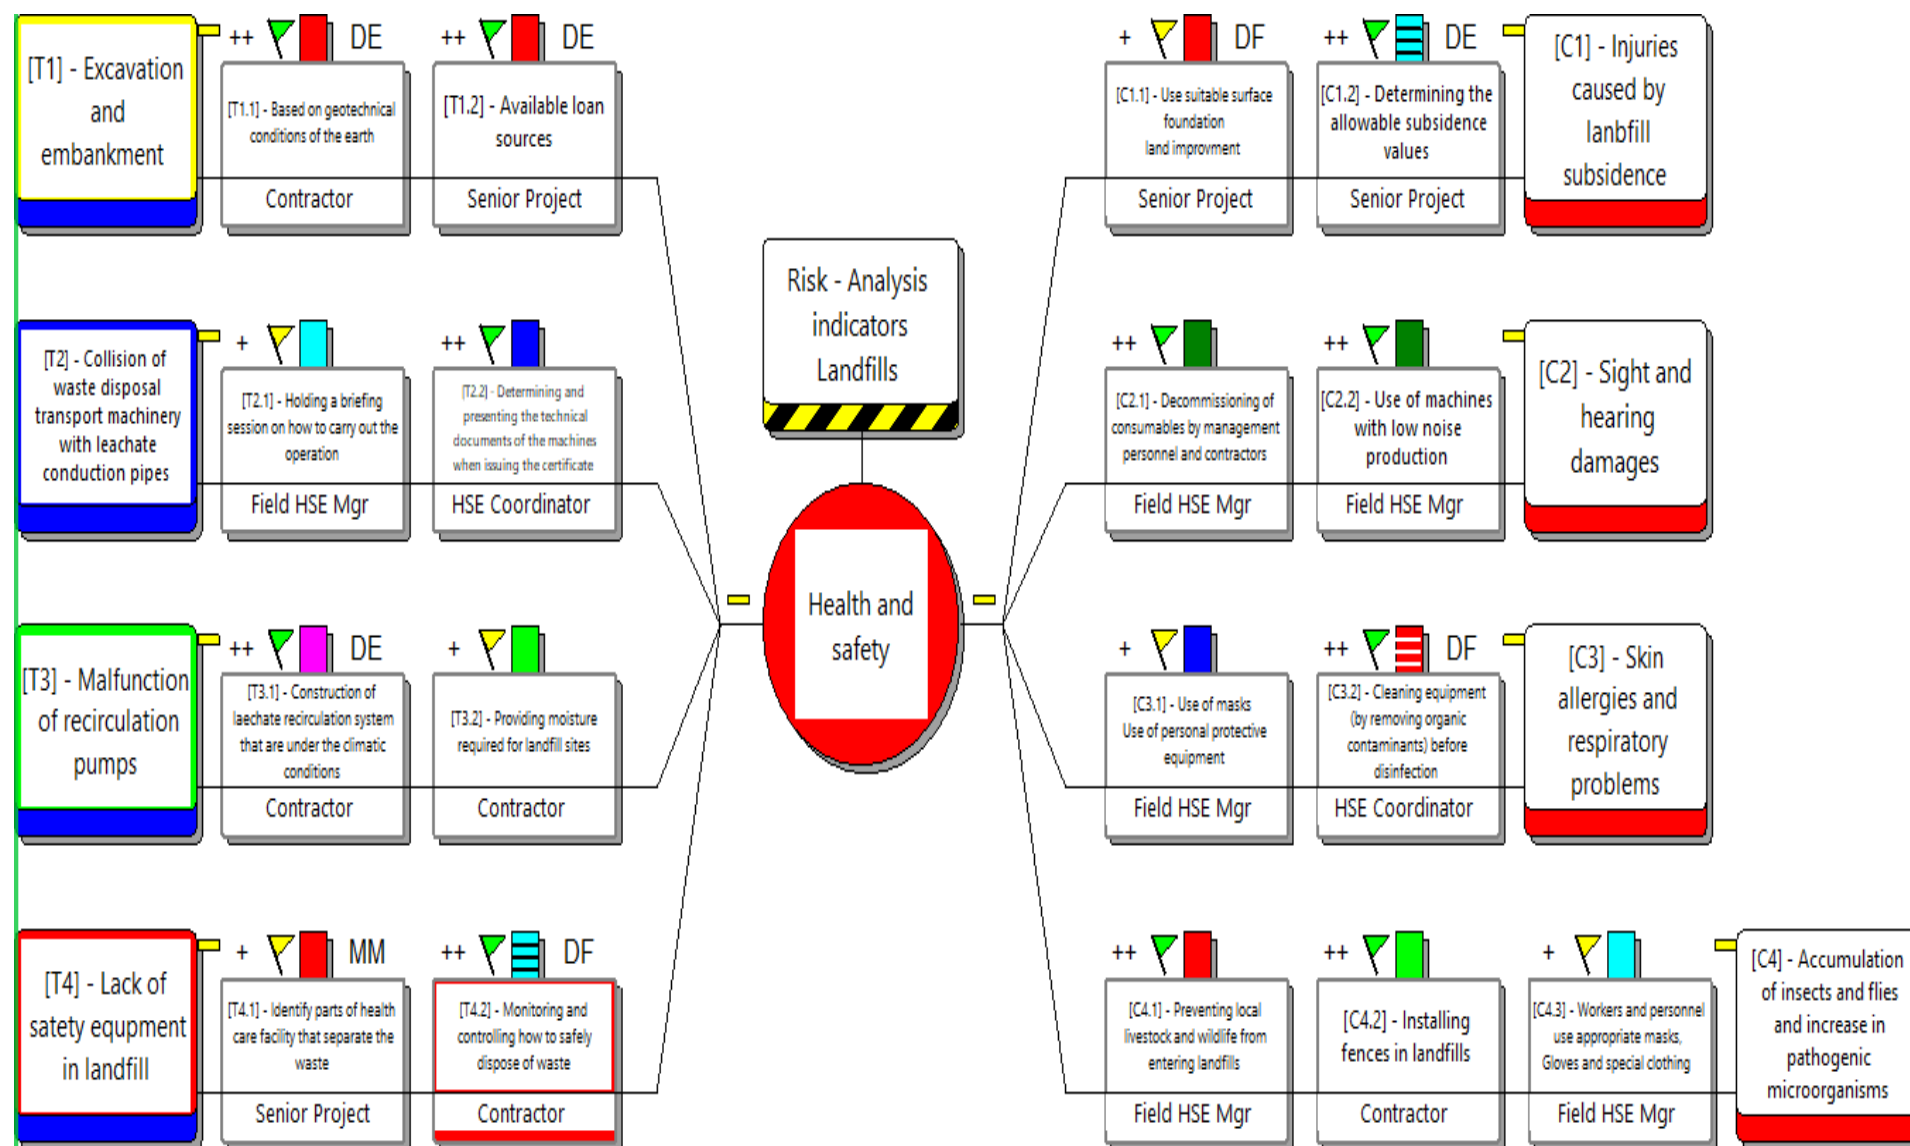 ++ DE
[T1] - Excavation
and
embankment
[T1.1] - Based on geotechnical
conditions of the earth
Contractor
++ DE
[T1.2] - Available loan
sources
Senior Project
+ DF
[C1.1] - Use suitable surface
foundation
land improvment
Senior Project
++ DE
[C1.2] - Determining the
allowable subsidence
values
Senior Project
[C1] - Injuries
caused by
lanbfill
subsidence
Risk - Analysis
indicators
Landfills
[T2] - Collision of
waste disposal
transport machinery
with leachate
conduction pipes
+
[T2.1] - Holding a briefing
session on how to carry out the
operation
Field HSE Mgr
++
[T2.2] - Determining and
presenting the technical
documents of the machines
when issuing the certificate
HSE Coordinator
++
[C2.1] - Decommissioning of
consumables by management
personnel and contractors
Field HSE Mgr
++
[C2.2] - Use of machines
with low noise
production
Field HSE Mgr
[C2] - Sight and
hearing
damages
Health and
safety
[T3] - Malfunction
of recirculation
pumps
++ DE
[T3.1] - Construction of
laechate recirculation system
that are under the climatic
conditions
Contractor
+
[T3.2] - Providing moisture
required for landfill sites
Contractor
+
[C3.1] - Use of masks
Use of personal protective
equipment
Field HSE Mgr
++ DF
[C3.2] - Cleaning equipment
(by removing organic
contaminants) before
disinfection
HSE Coordinator
[C3] - Skin
allergies and
respiratory
problems
[T4] - Lack of
satety equpment
in landfill
+ MM
[T4.1] - Identify parts of health
care facility that separate the
waste
Senior Project
++ DF
[T4.2] - Monitoring and
controlling how to safely
dispose of waste
Contractor
++
[C4.1] - Preventing local
livestock and wildlife from
entering landfills
Field HSE Mgr
++
[C4.2] - Installing
fences in landfills
Contractor
+
[C4.3] - Workers and personnel
use appropriate masks,
Gloves and special clothing
Field HSE Mgr
[C4] - Accumulation
of insects and flies
and increase in
pathogenic
microorganisms